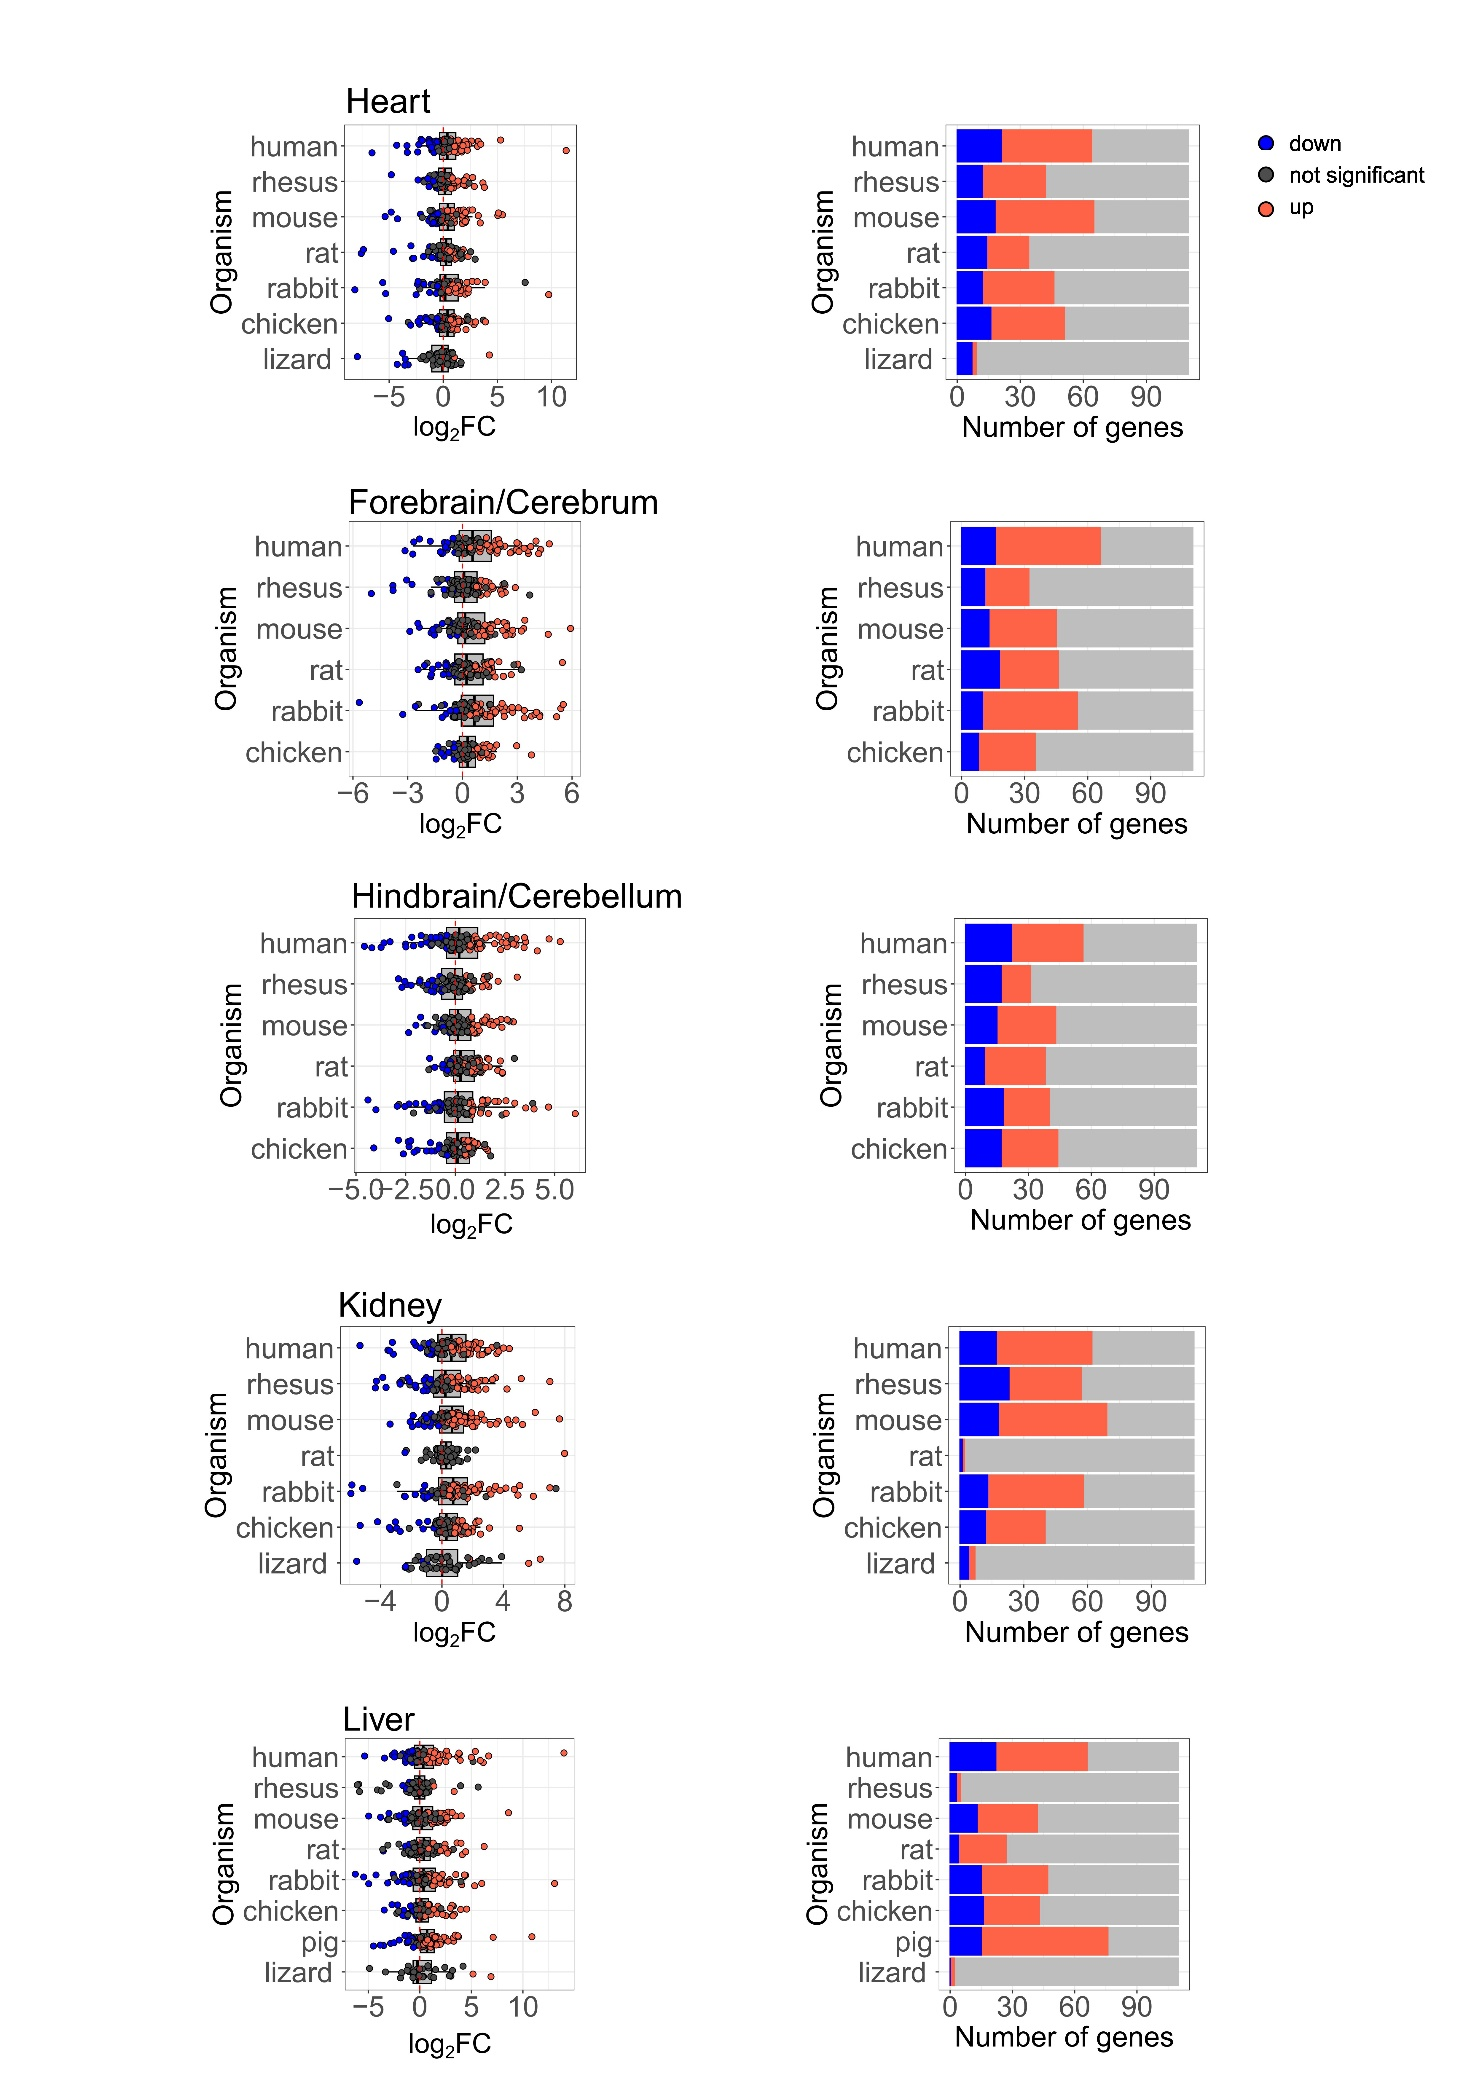 Heart
human
rhesus
mouse
rat
rabbit
chicken
lizard
Organism
−5 0 5 10
log₂FC
human
rhesus
mouse
rat
rabbit
chicken
lizard
Organism
0 30 60 90
Number of genes
down
not significant
up
Forebrain/Cerebrum
human
rhesus
mouse
rat
rabbit
chicken
Organism
−6 −3 0 3 6
log₂FC
human
rhesus
mouse
rat
rabbit
chicken
Organism
0 30 60 90
Number of genes
Hindbrain/Cerebellum
human
rhesus
mouse
rat
rabbit
chicken
Organism
−5.0 −2.5 0.0 2.5 5.0
log₂FC
human
rhesus
mouse
rat
rabbit
chicken
Organism
0 30 60 90
Number of genes
Kidney
human
rhesus
mouse
rat
rabbit
chicken
lizard
Organism
−4 0 4 8
log₂FC
human
rhesus
mouse
rat
rabbit
chicken
lizard
Organism
0 30 60 90
Number of genes
Liver
human
rhesus
mouse
rat
rabbit
chicken
pig
lizard
Organism
−5 0 5 10
log₂FC
human
rhesus
mouse
rat
rabbit
chicken
pig
lizard
Organism
0 30 60 90
Number of genes